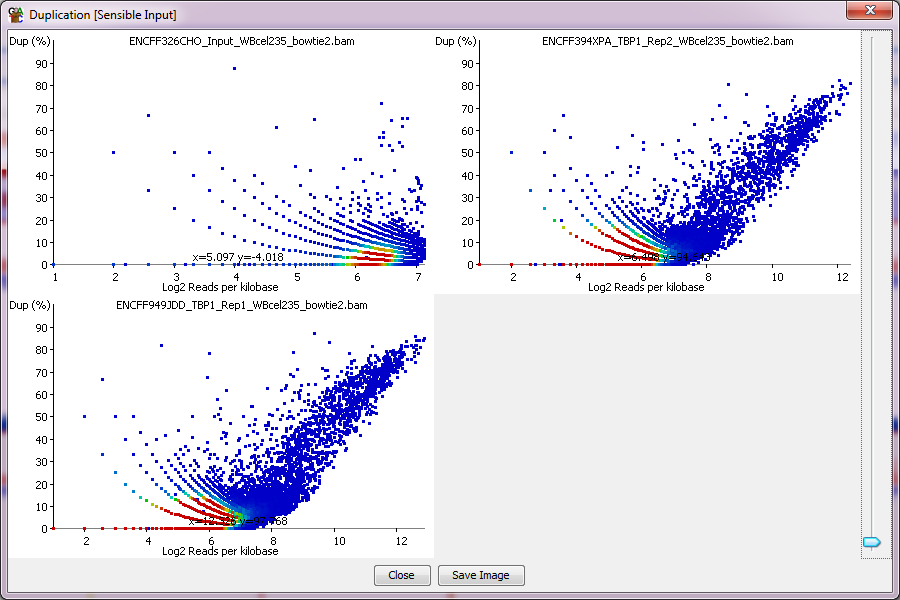 Duplication [Sensible Input]
Dup (%)
ENCFF326CHO_Input_WBcel235_bowtie2.bam
90
80
70
60
50
40
30
20
10
0
x=5.097 y=-4.018
1 2 3 4 5 6 7
Log2 Reads per kilobase
Dup (%)
ENCFF394XPA_TBP1_Rep2_WBcel235_bowtie2.bam
90
80
70
60
50
40
30
20
10
0
2 4 6 8 10 12
Log2 Reads per kilobase
Dup (%)
ENCFF949JDD_TBP1_Rep1_WBcel235_bowtie2.bam
90
80
70
60
50
40
30
20
10
0
2 4 6 8 10 12
Log2 Reads per kilobase
Close Save Image